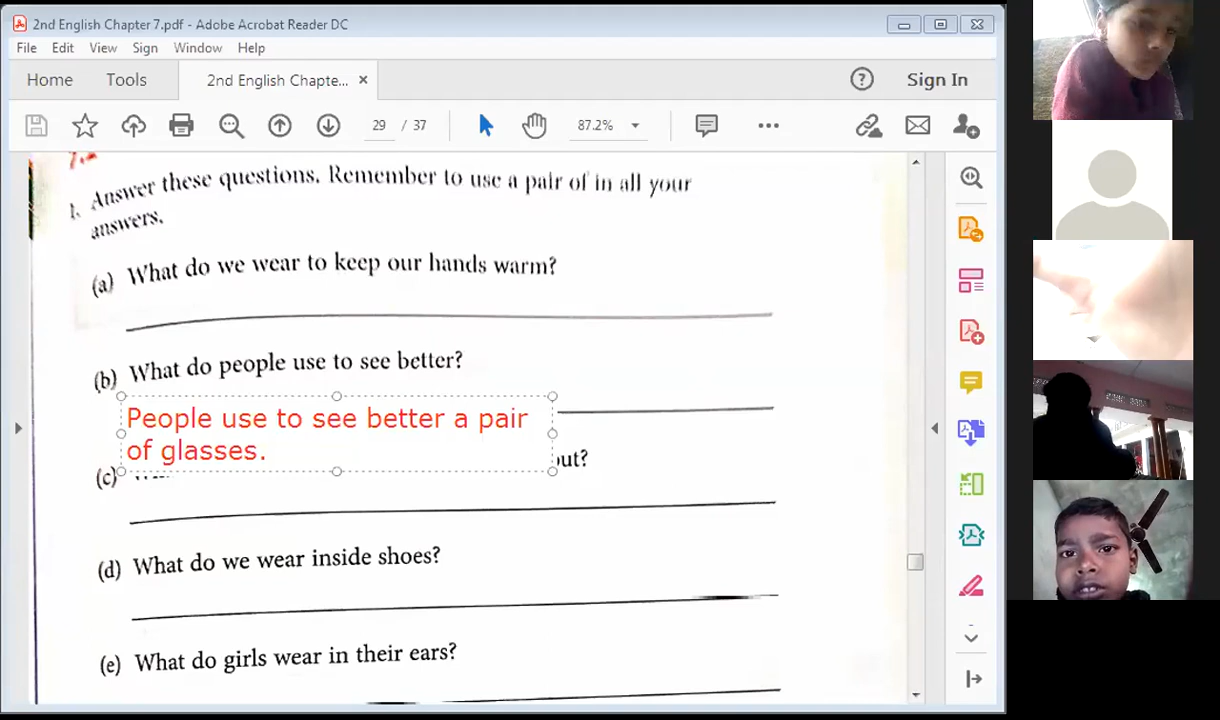 2nd English Chapter 7.pdf - Adobe Acrobat Reader DC
File Edit View Sign Window Help
Home Tools 2nd English Chapte... × Sign In
29 / 37 87.2%
1. Answer these questions. Remember to use a pair of in all your
answers.
(a) What do we wear to keep our hands warm?
(b) What do people use to see better?
People use to see better a pair
of glasses.
(c) ut?
(d) What do we wear inside shoes?
(e) What do girls wear in their ears?